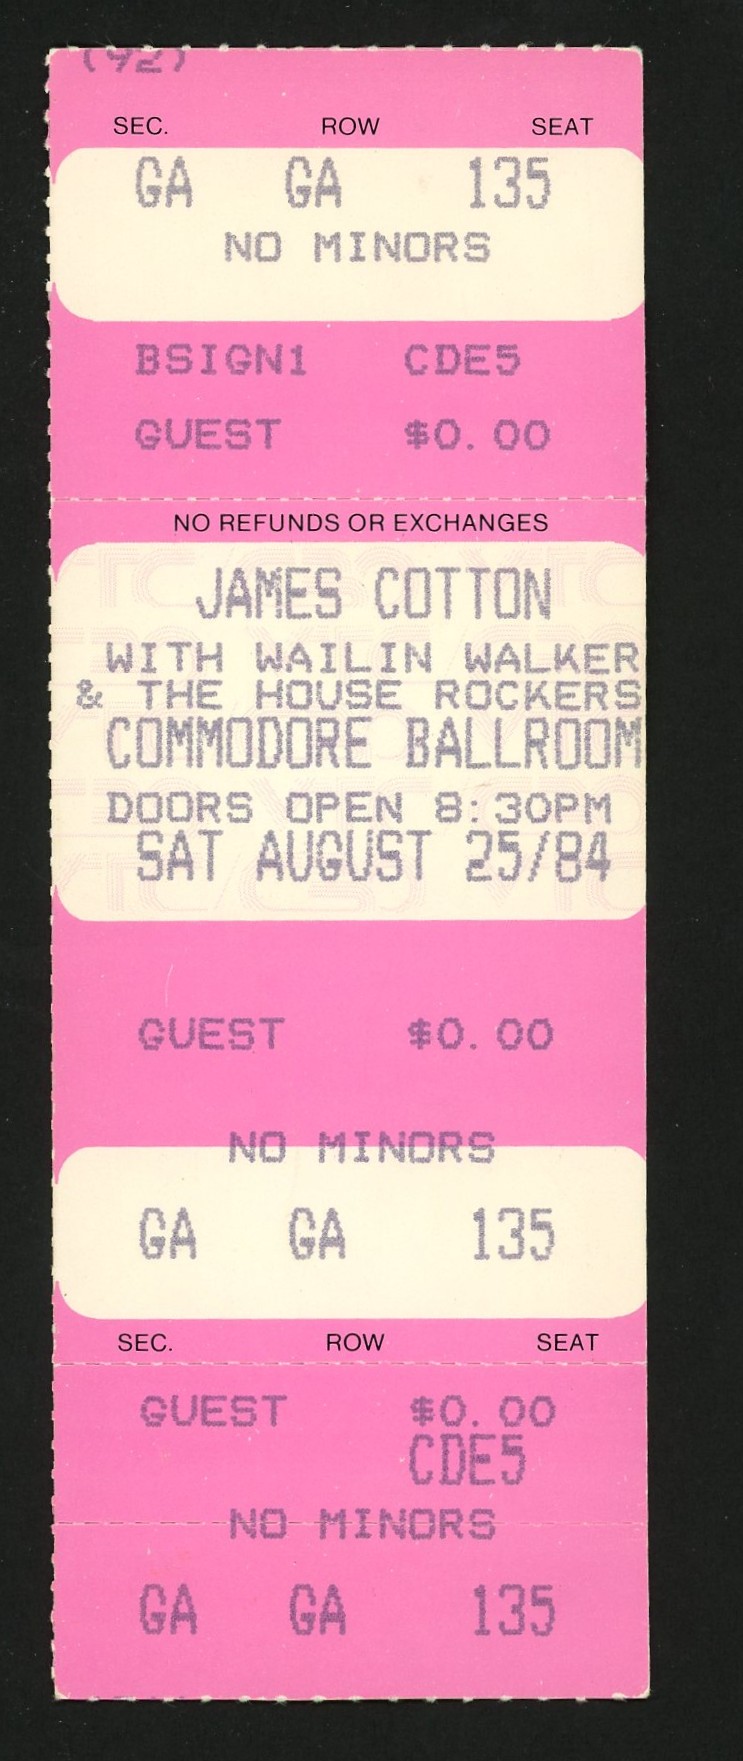 (92)
SEC. ROW SEAT
GA GA 135
NO MINORS
BSIGN1 CDE5
GUEST $0.00
NO REFUNDS OR EXCHANGES
JAMES COTTON
WITH WAILIN WALKER
& THE HOUSE ROCKERS
COMMODORE BALLROOM
DOORS OPEN 8:30PM
SAT AUGUST 25/84
GUEST $0.00
NO MINORS
GA GA 135
SEC. ROW SEAT
GUEST $0.00
CDE5
NO MINORS
GA GA 135